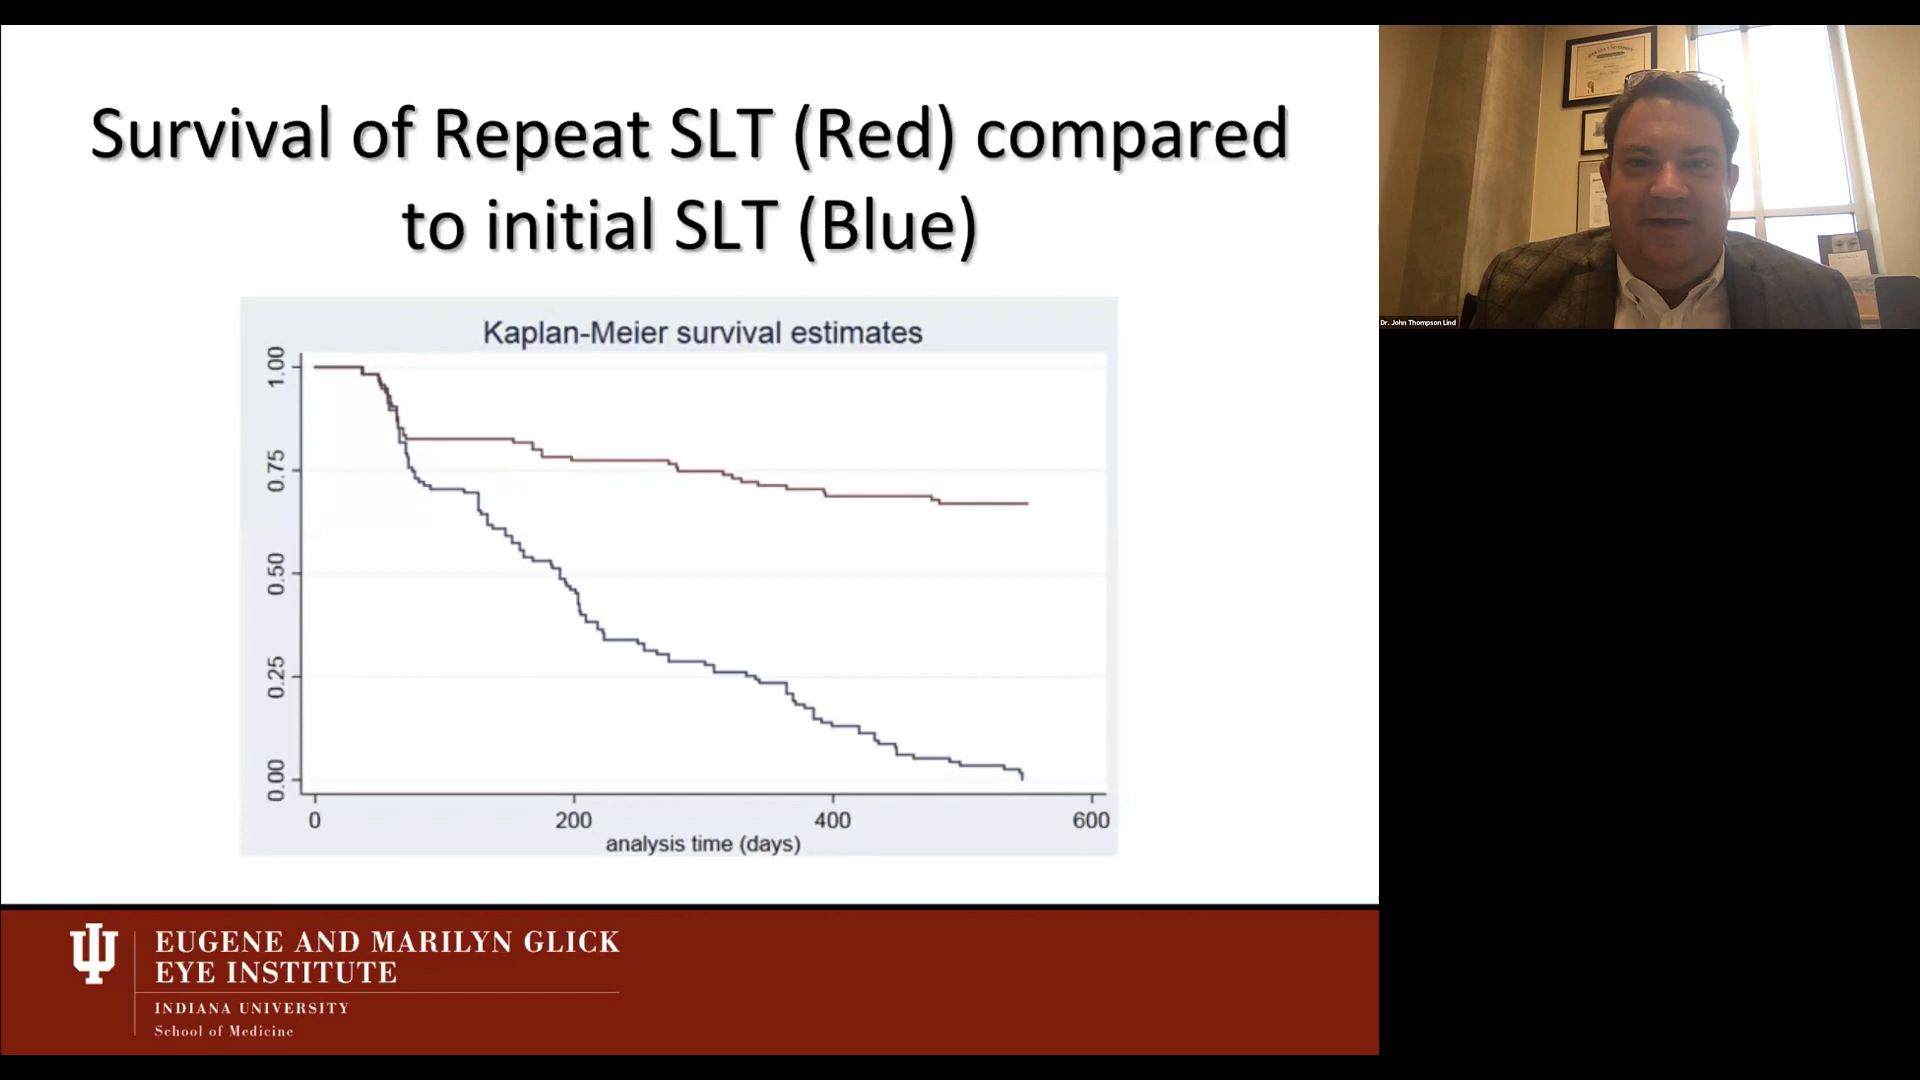 Survival of Repeat SLT (Red) compared
to initial SLT (Blue)
Kaplan-Meier survival estimates
1.00
0.75
0.50
0.25
0.00
0
200
400
600
analysis time (days)
EUGENE AND MARILYN GLICK
EYE INSTITUTE
INDIANA UNIVERSITY
School of Medicine
Dr. John Thompson Lind